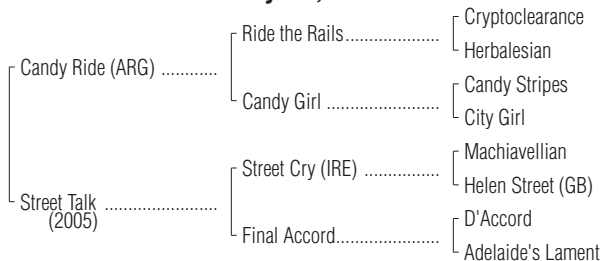 Cryptoclearance
Ride the Rails
Herbalesian
Candy Ride (ARG)
Candy Stripes
Candy Girl
City Girl
Machiavellian
Street Cry (IRE)
Helen Street (GB)
Street Talk
(2005)
D'Accord
Final Accord
Adelaide's Lament